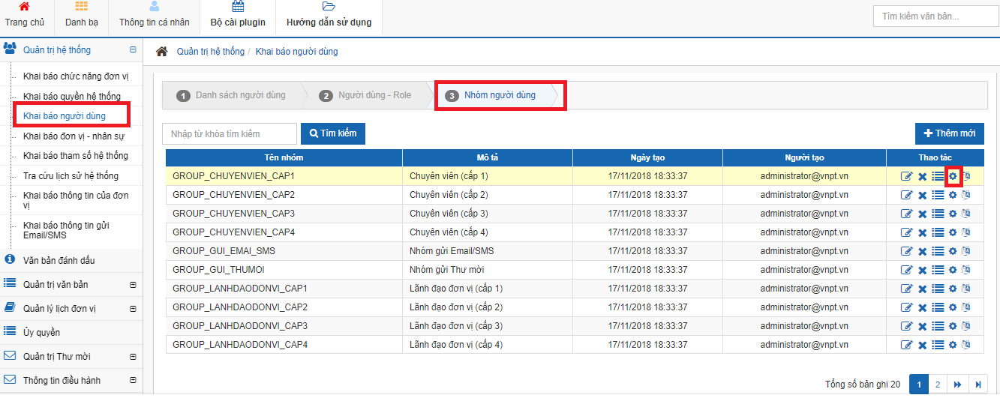 Trang chủ
Danh bạ
Thông tin cá nhân
Bộ cài plugin
Hướng dẫn sử dụng
Tìm kiếm văn bản...
Quản trị hệ thống
Khai báo chức năng đơn vị
Khai báo quyền hệ thống
Khai báo người dùng
Khai báo đơn vị - nhân sự
Khai báo tham số hệ thống
Tra cứu lịch sử hệ thống
Khai báo thông tin của đơn
vị
Khai báo thông tin gửi
Email/SMS
Văn bản đánh dấu
Quản trị văn bản
Quản lý lịch đơn vị
Ủy quyền
Quản trị Thư mời
Thông tin điều hành
Quản trị hệ thống / Khai báo người dùng
1 Danh sách người dùng
2 Người dùng - Role
3 Nhóm người dùng
Nhập từ khóa tìm kiếm
Tìm kiếm
Thêm mới
Tên nhóm Mô tả Ngày tạo Người tạo Thao tác
GROUP_CHUYENVIEN_CAP1 Chuyên viên (cấp 1) 17/11/2018 18:33:37 administrator@vnpt.vn
GROUP_CHUYENVIEN_CAP2 Chuyên viên (cấp 2) 17/11/2018 18:33:37 administrator@vnpt.vn
GROUP_CHUYENVIEN_CAP3 Chuyên viên (cấp 3) 17/11/2018 18:33:37 administrator@vnpt.vn
GROUP_CHUYENVIEN_CAP4 Chuyên viên (cấp 4) 17/11/2018 18:33:37 administrator@vnpt.vn
GROUP_GUI_EMAI_SMS Nhóm gửi Email/SMS 17/11/2018 18:33:37 administrator@vnpt.vn
GROUP_GUI_THUMOI Nhóm gửi Thư mời 17/11/2018 18:33:37 administrator@vnpt.vn
GROUP_LANHDAODONVI_CAP1 Lãnh đạo đơn vị (cấp 1) 17/11/2018 18:33:37 administrator@vnpt.vn
GROUP_LANHDAODONVI_CAP2 Lãnh đạo đơn vị (cấp 2) 17/11/2018 18:33:37 administrator@vnpt.vn
GROUP_LANHDAODONVI_CAP3 Lãnh đạo đơn vị (cấp 3) 17/11/2018 18:33:37 administrator@vnpt.vn
GROUP_LANHDAODONVI_CAP4 Lãnh đạo đơn vị (cấp 4) 17/11/2018 18:33:37 administrator@vnpt.vn
Tổng số bản ghi 20 1 2